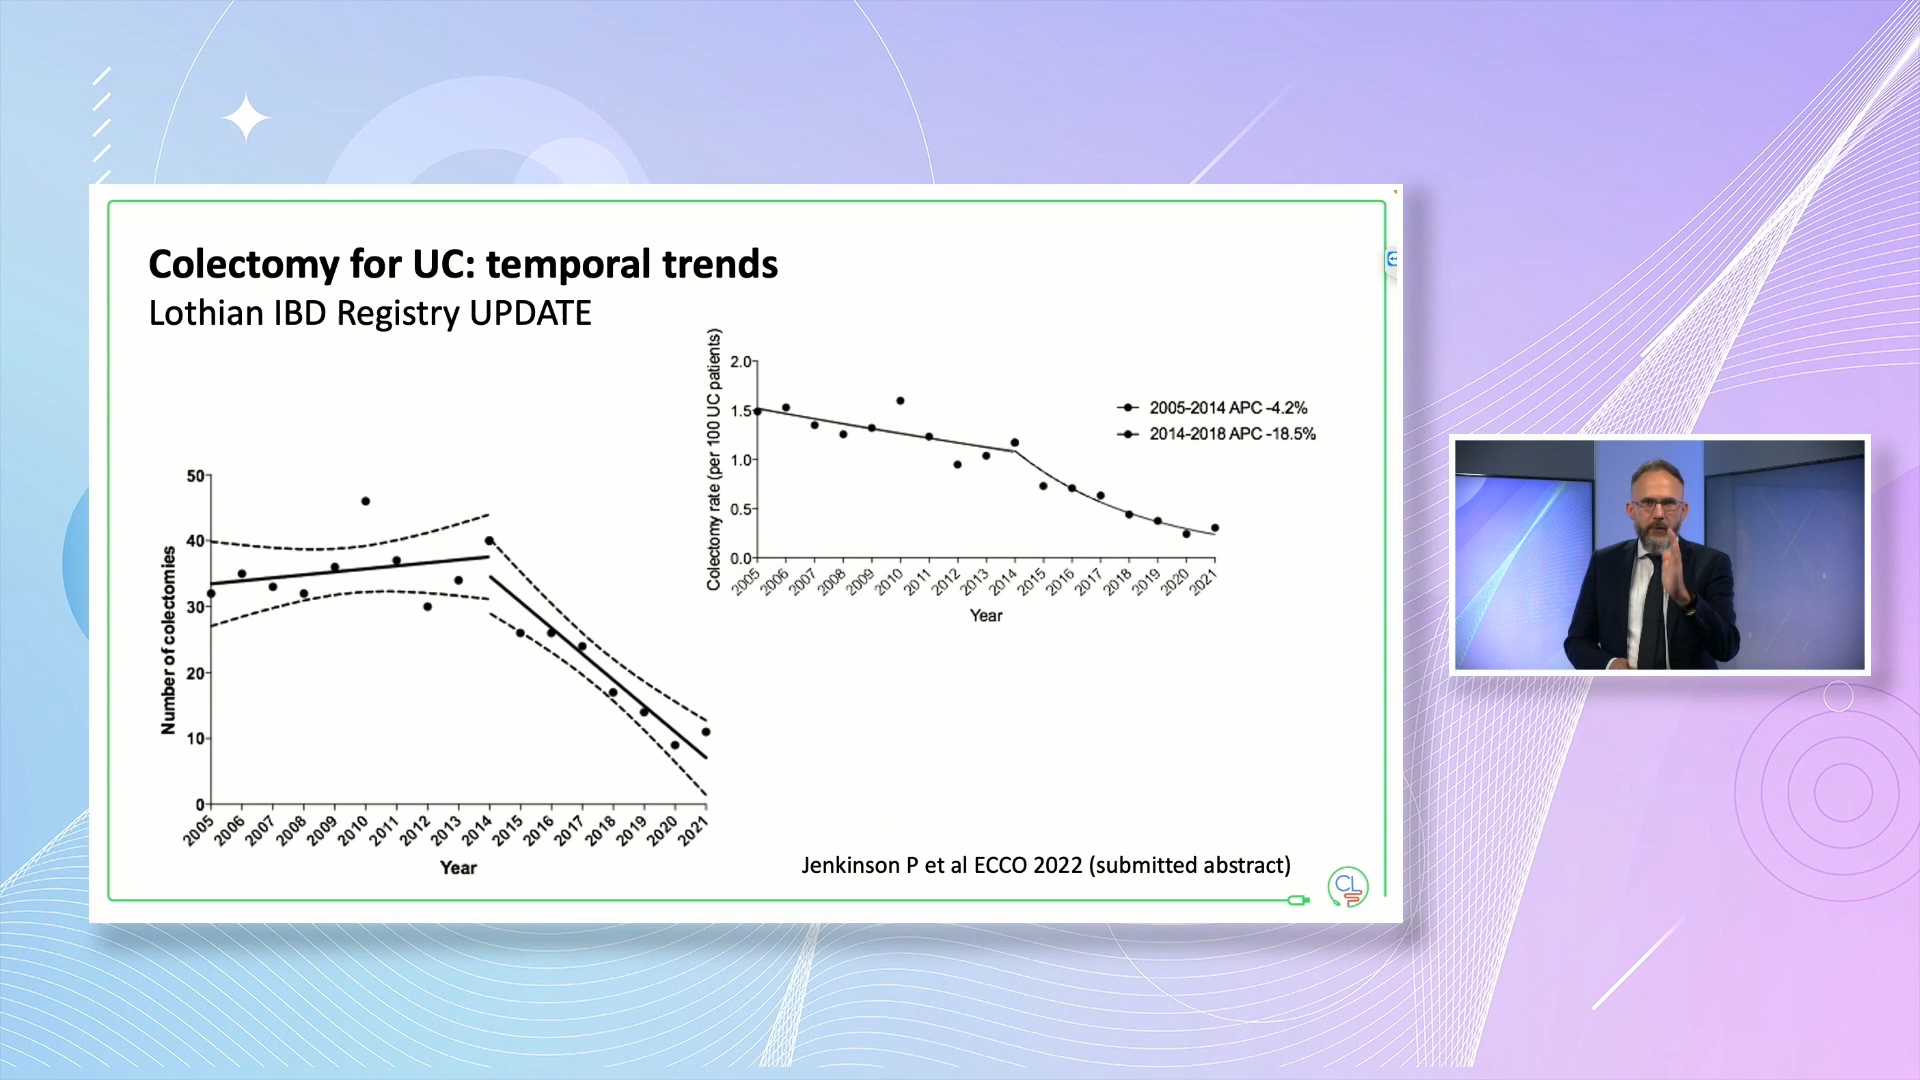 Colectomy for UC: temporal trends
Lothian IBD Registry UPDATE
Number of colectomies
50
40
30
20
10
0
2005 2006 2007 2008 2009 2010 2011 2012 2013 2014 2015 2016 2017 2018 2019 2020 2021
Year
Colectomy rate (per 100 UC patients)
2.0
1.5
1.0
0.5
0.0
2005 2006 2007 2008 2009 2010 2011 2012 2013 2014 2015 2016 2017 2018 2019 2020 2021
Year
2005-2014 APC -4.2%
2014-2018 APC -18.5%
Jenkinson P et al ECCO 2022 (submitted abstract)
CL